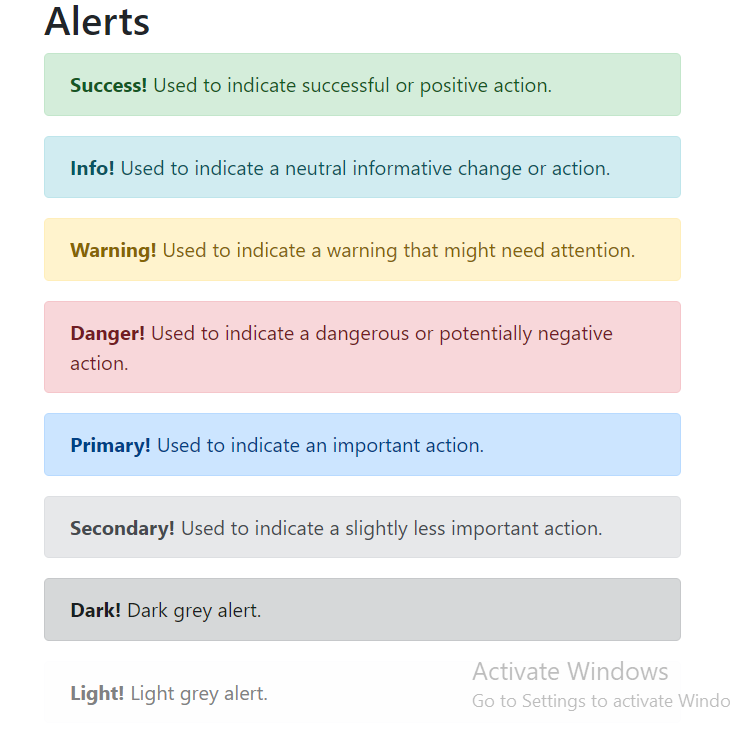 Alerts
Success! Used to indicate successful or positive action.
Info! Used to indicate a neutral informative change or action.
Warning! Used to indicate a warning that might need attention.
Danger! Used to indicate a dangerous or potentially negative
action.
Primary! Used to indicate an important action.
Secondary! Used to indicate a slightly less important action.
Dark! Dark grey alert.
Light! Light grey alert.
Activate Windows
Go to Settings to activate Windo